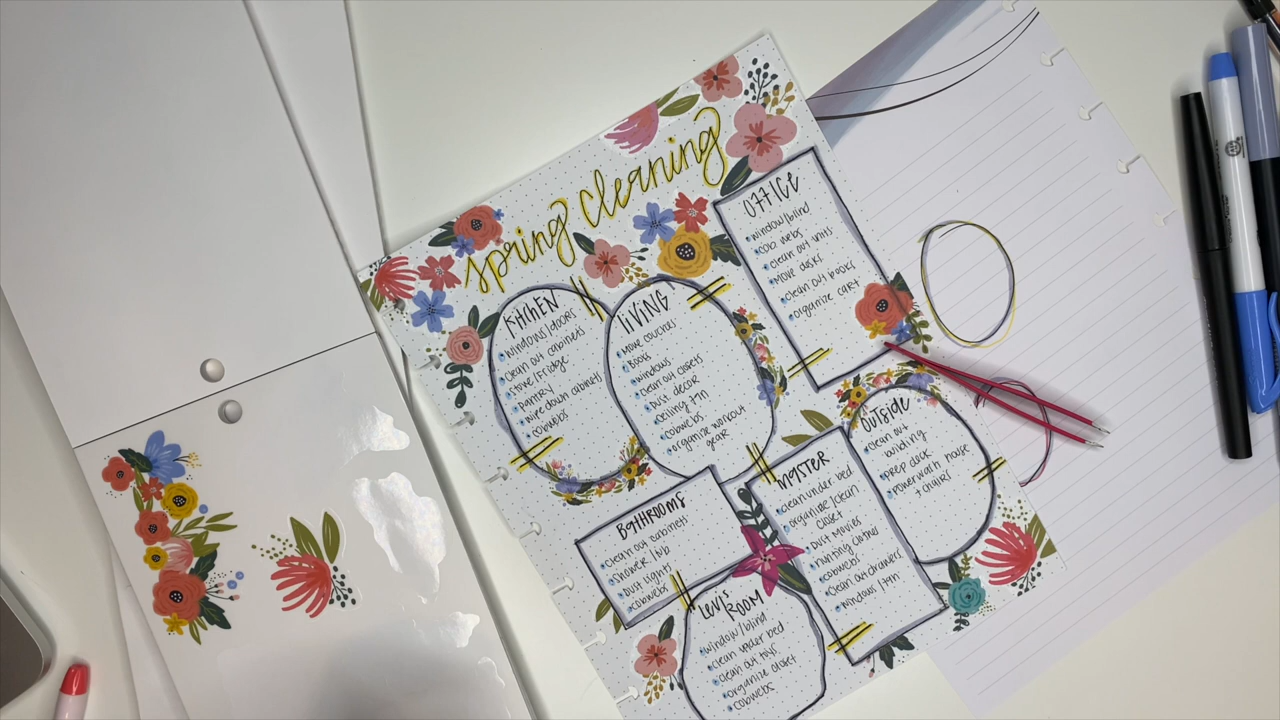 spring cleaning
KITCHEN
windows/doors
clean out cabinets
stove/fridge
pantry
wipe down cabinets
cobwebs
LIVING
move couches
Books
windows
clean out closets
Dust decor
ceiling fan
cobwebs
organize workout
gear
OFFICE
window/blind
cob webs
clean out units
move desks
clean out books
organize cart
BATHROOMS
clean out cabinets
shower/tub
Dust lights
cobwebs
MASTER
clean under bed
organize/clean
closet
Dust movies
hunting clothes
cobwebs
clean out drawers
windows/fan
OUTSIDE
clean out
building
prep dock
powerwash house
+ chairs
LEVI'S
ROOM
window/blind
clean under bed
clean out toys
organize closet
cobwebs